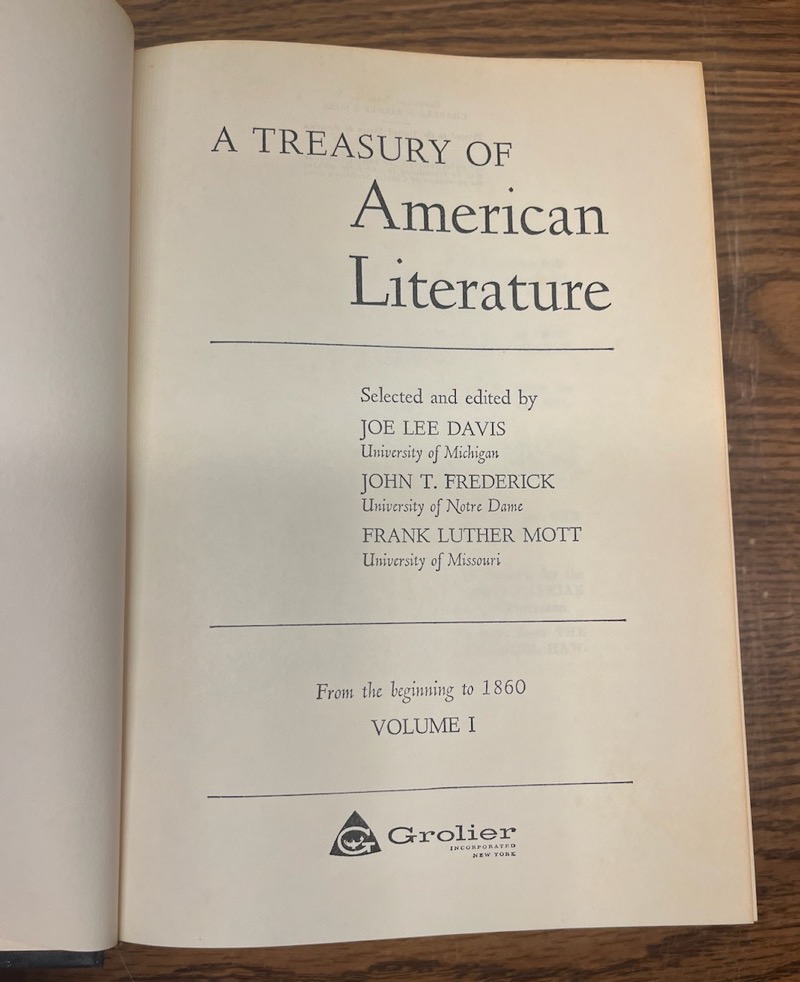 A TREASURY OF
American
Literature
Selected and edited by
JOE LEE DAVIS
University of Michigan
JOHN T. FREDERICK
University of Notre Dame
FRANK LUTHER MOTT
University of Missouri
From the beginning to 1860
VOLUME I
G Grolier
INCORPORATED
NEW YORK